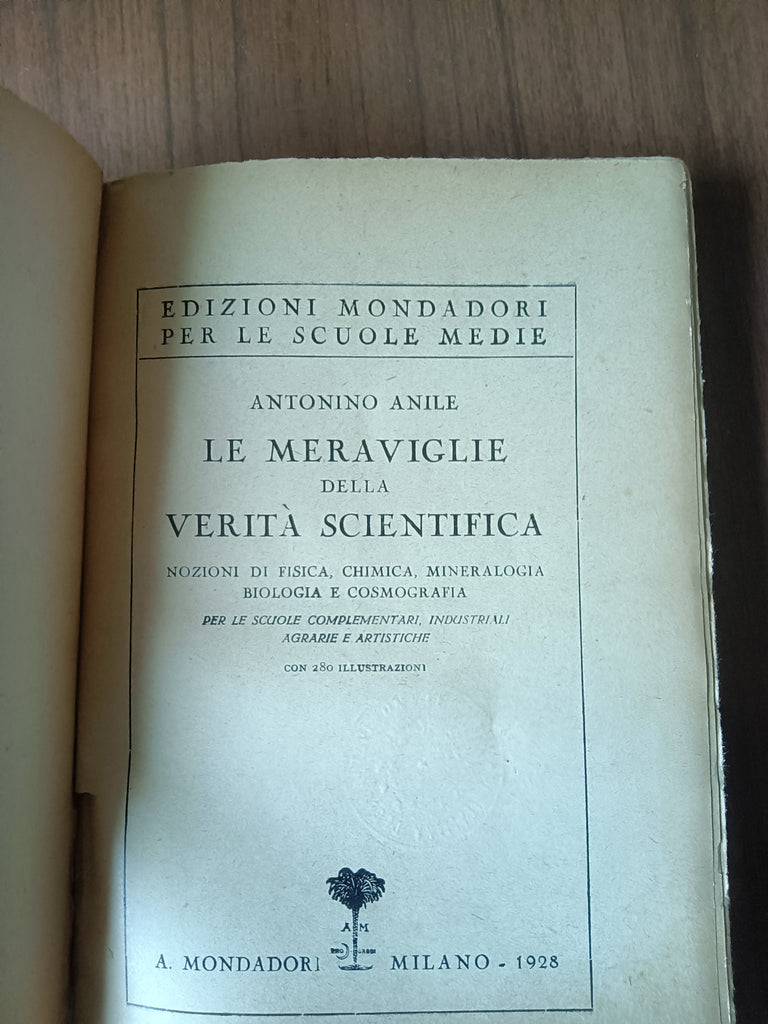 EDIZIONI MONDADORI
PER LE SCUOLE MEDIE
ANTONINO ANILE
LE MERAVIGLIE
DELLA
VERITÀ SCIENTIFICA
NOZIONI DI FISICA, CHIMICA, MINERALOGIA
BIOLOGIA E COSMOGRAFIA
PER LE SCUOLE COMPLEMENTARI, INDUSTRIALI
AGRARIE E ARTISTICHE
CON 280 ILLUSTRAZIONI
A M
A. MONDADORI MILANO - 1928